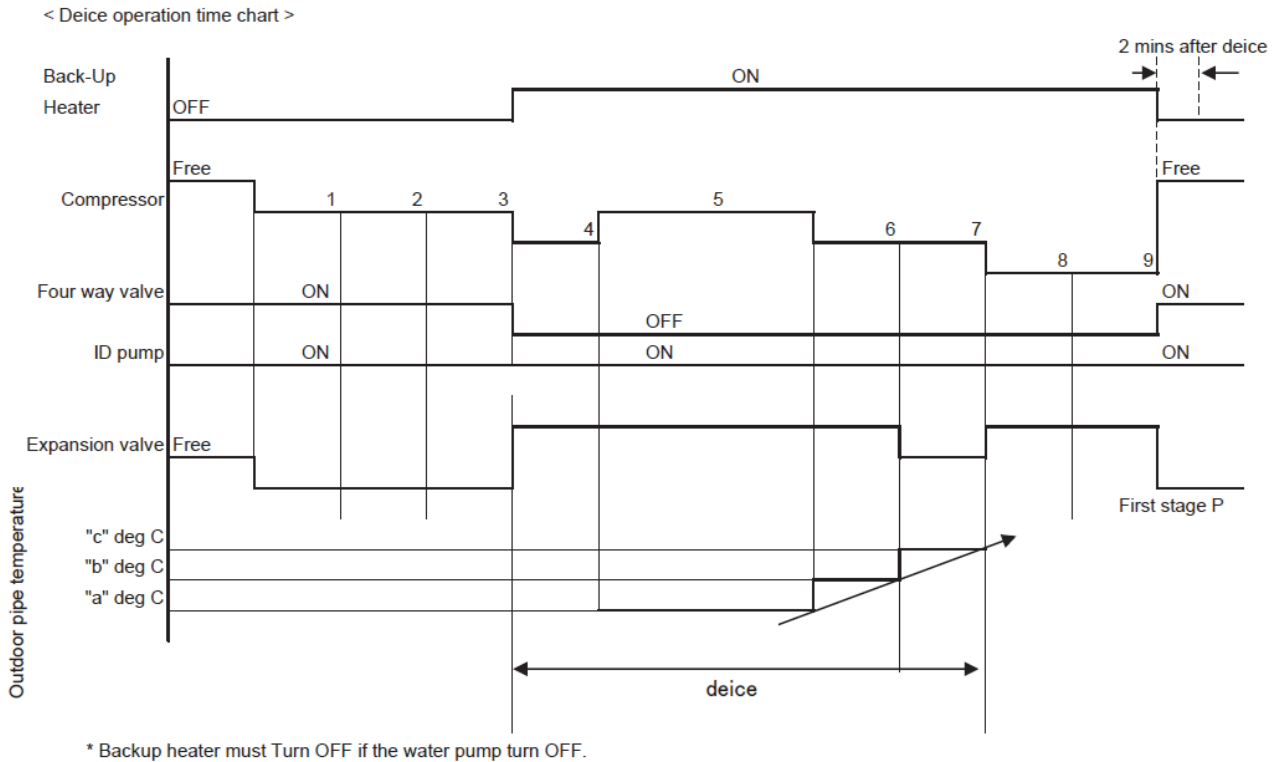 < Deice operation time chart >
2 mins after deice
Back-Up
Heater
OFF
ON
Free
Free
Compressor
1
2
3
4
5
6
7
8
9
Four way valve
ON
OFF
ON
ID pump
ON
ON
ON
Expansion valve
Free
First stage P
Outdoor pipe temperature
"c" deg C
"b" deg C
"a" deg C
deice
* Backup heater must Turn OFF if the water pump turn OFF.